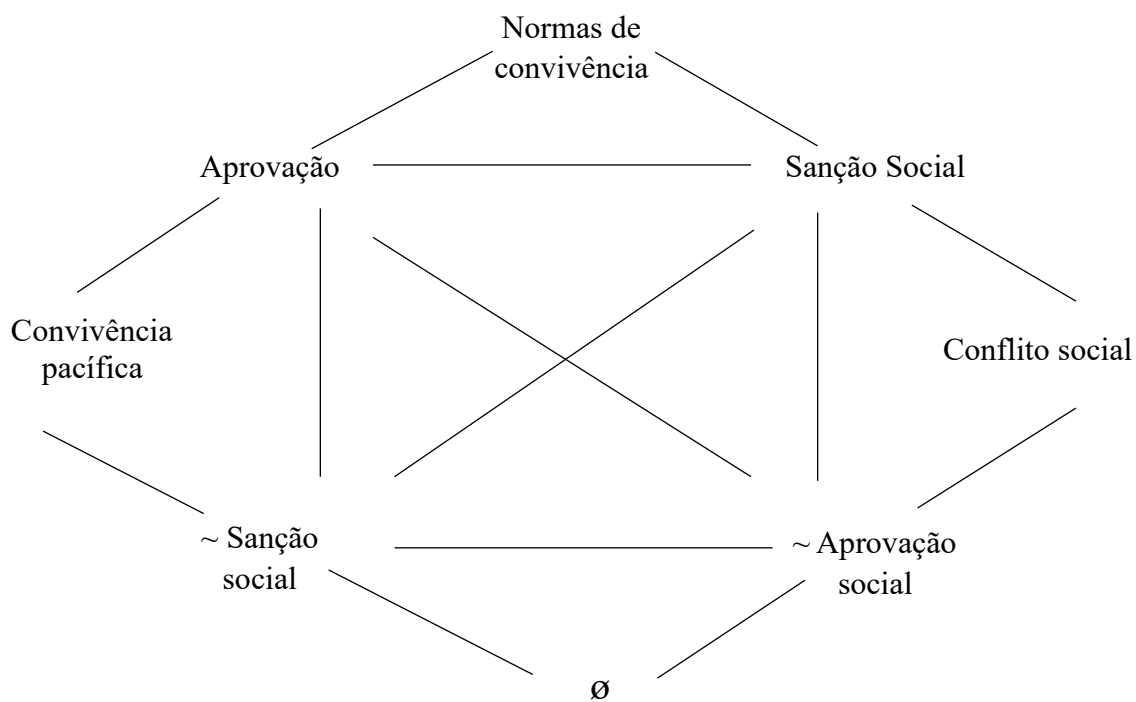 Normas de
convivência
Aprovação
Sanção Social
Convivência
pacífica
Conflito social
~ Sanção
social
~ Aprovação
social
ø